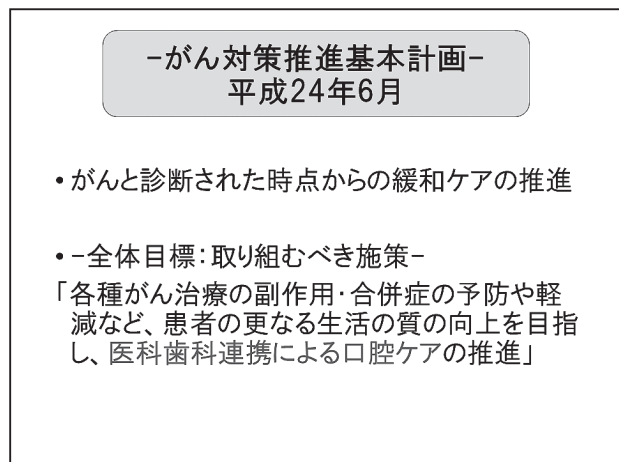 -がん対策推進基本計画-
平成24年6月
•がんと診断された時点からの緩和ケアの推進
•-全体目標:取り組むべき施策-
「各種がん治療の副作用・合併症の予防や軽
減など、患者の更なる生活の質の向上を目指
し、医科歯科連携による口腔ケアの推進」